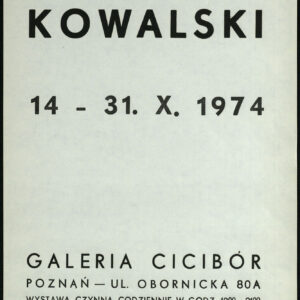 KOWALSKI
14 - 31. X. 1974
GALERIA CICIBÓR
POZNAŃ — UL. OBORNICKA 80A
WYSTAWA CZYNNA CODZIENNIE W GODZ.